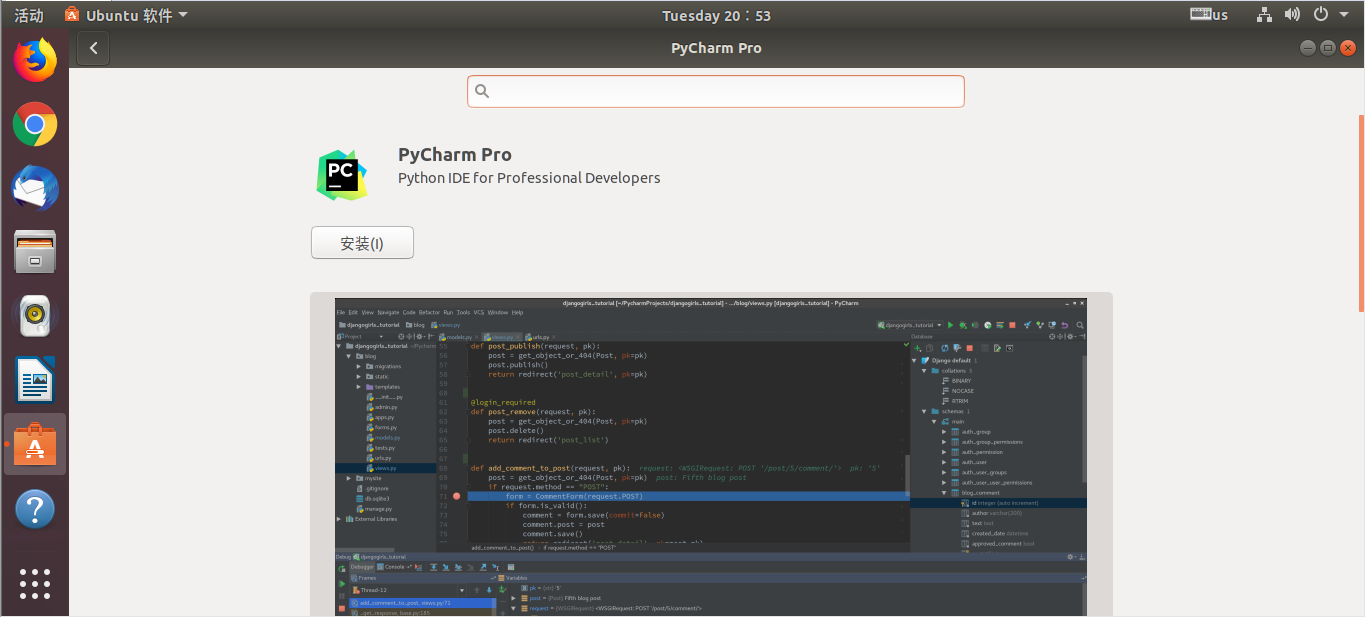 活动 Ubuntu 软件 Tuesday 20：53 us
PyCharm Pro
PC
PyCharm Pro
Python IDE for Professional Developers
安装(I)
djangogirls_tutorial [~/PycharmProjects/djangogirls_tutorial] - .../blog/views.py [djangogirls_tutorial] - PyCharm
File Edit View Navigate Code Refactor Run Tools VCS Window Help
djangogirls_tutorial blog views.py djangogirls_tutorial
Project models.py views.py urls.py Database
djangogirls_tutorial ~/Pycharm
blog
migrations
static
templates
__init__.py
admin.py
apps.py
forms.py
models.py
tests.py
urls.py
views.py
mysite
.gitignore
db.sqlite3
manage.py
External Libraries
55 def post_publish(request, pk):
56 post = get_object_or_404(Post, pk=pk)
57 post.publish()
58 return redirect('post_detail', pk=pk)
59
60
61 @login_required
62 def post_remove(request, pk):
63 post = get_object_or_404(Post, pk=pk)
64 post.delete()
65 return redirect('post_list')
66
67
68 def add_comment_to_post(request, pk): request: <WSGIRequest: POST '/post/5/comment/'> pk: '5'
69 post = get_object_or_404(Post, pk=pk) post: Fifth blog post
70 if request.method == "POST":
71 form = CommentForm(request.POST)
72 if form.is_valid():
73 comment = form.save(commit=False)
74 comment.post = post
75 comment.save()
add_comment_to_post() if request.method == "POST"
Django default 1
collations 3
BINARY
NOCASE
RTRIM
schemas 1
main
auth_group
auth_group_permissions
auth_permission
auth_user
auth_user_groups
auth_user_user_permissions
blog_comment
id integer (auto increment)
author varchar(200)
text text
created_date datetime
approved_comment bool
Debug djangogirls_tutorial
Debugger Console
Frames Variables
Thread-12
add_comment_to_post, views.py:71
_get_response, base.py:185
pk = {str} '5'
post = {Post} Fifth blog post
request = {WSGIRequest} <WSGIRequest: POST '/post/5/comment/'>